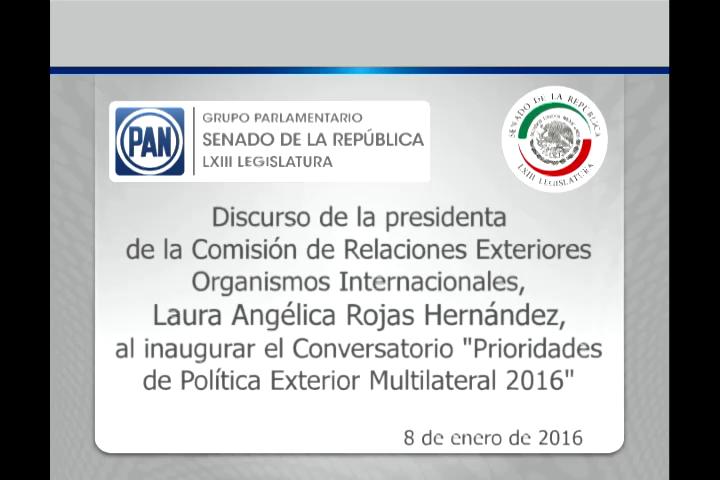 PAN
GRUPO PARLAMENTARIO
SENADO DE LA REPÚBLICA
LXIII LEGISLATURA
SENADO DE LA REPÚBLICA
LXIII LEGISLATURA
Discurso de la presidenta
de la Comisión de Relaciones Exteriores
Organismos Internacionales,
Laura Angélica Rojas Hernández,
al inaugurar el Conversatorio "Prioridades
de Política Exterior Multilateral 2016"
8 de enero de 2016